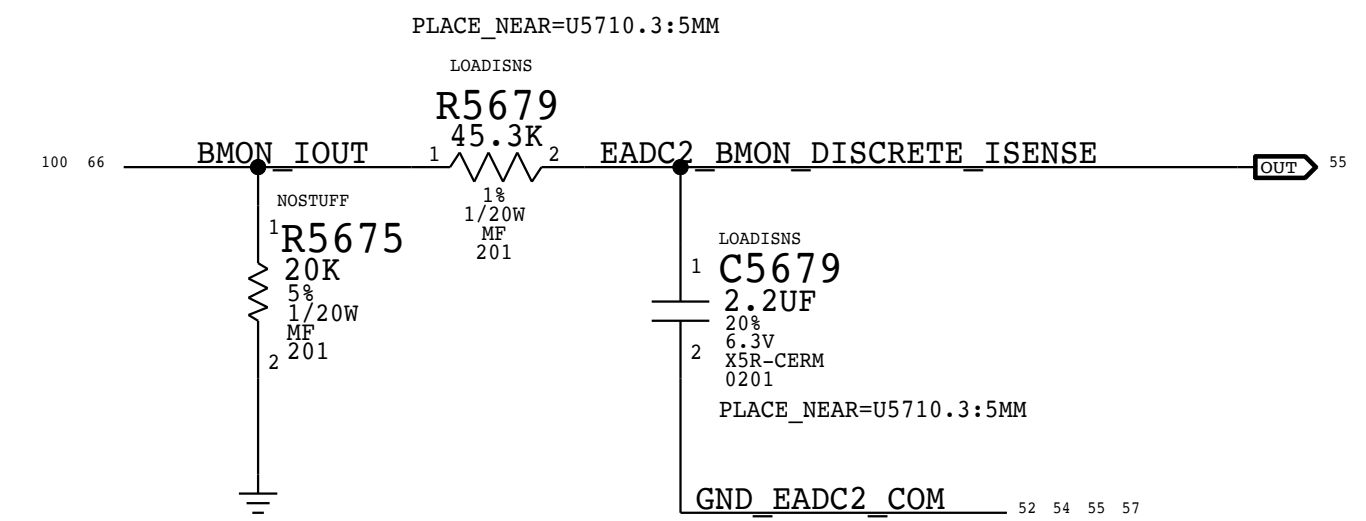 PLACE_NEAR=U5710.3:5MM
LOADISNS
R5679
45.3K
100 66
BMON_IOUT
1
2
EADC2_BMON_DISCRETE_ISENSE
OUT
55
1%
1/20W
MF
201
NOSTUFF
1
R5675
20K
5%
1/20W
MF
201
2
LOADISNS
1
C5679
2.2UF
20%
6.3V
X5R-CERM
0201
2
PLACE_NEAR=U5710.3:5MM
GND_EADC2_COM
52 54 55 57